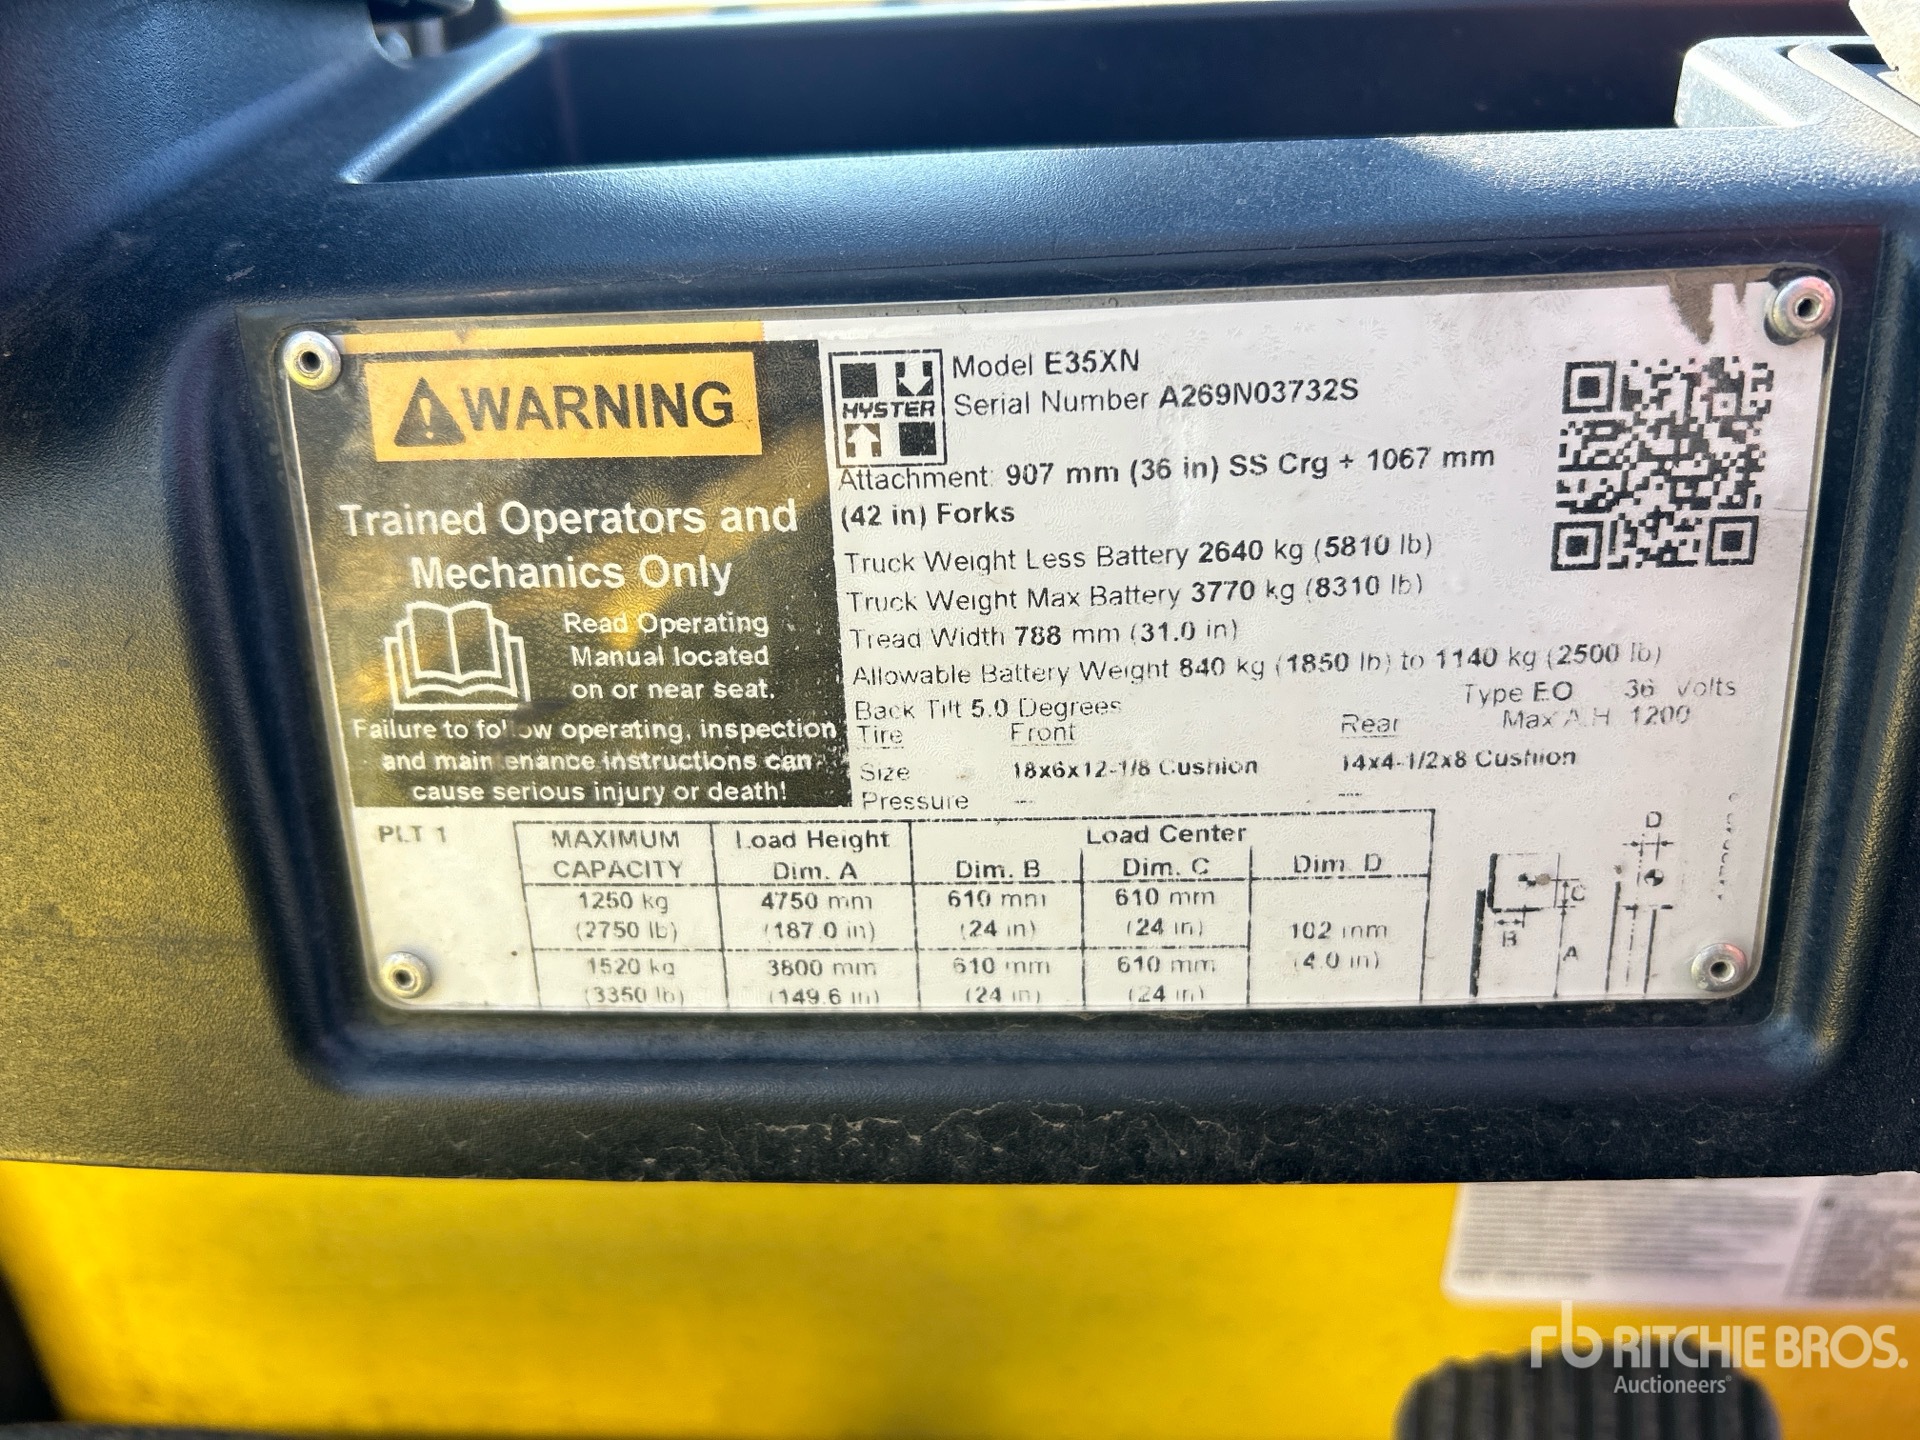 WARNING
Trained Operators and
Mechanics Only
Read Operating
Manual located
on or near seat.
Failure to follow operating, inspection
and maintenance instructions can
cause serious injury or death!
HYSTER
Model E35XN
Serial Number A269N03732S
Attachment: 907 mm (36 in) SS Crg + 1067 mm
(42 in) Forks
Truck Weight Less Battery 2640 kg (5810 lb)
Truck Weight Max Battery 3770 kg (8310 lb)
Tread Width 788 mm (31.0 in)
Allowable Battery Weight 840 kg (1850 lb) to 1140 kg (2500 lb)
Type EO 36 Volts
Back Tilt 5.0 Degrees
Max A.H. 1200
Tire Front Rear
Size 18x6x12-1/8 Cushion 14x4-1/2x8 Cushion
Pressure --- ---
PLT 1
MAXIMUM CAPACITY Load Height Dim. A Load Center
Dim. B Dim. C Dim. D
1250 kg 4750 mm 610 mm 610 mm
(2750 lb) (187.0 in) (24 in) (24 in)
102 mm
(4.0 in)
1520 kg 3800 mm 610 mm 610 mm
(3350 lb) (149.6 in) (24 in) (24 in)
D
C
B
A
rb RITCHIE BROS.
Auctioneers